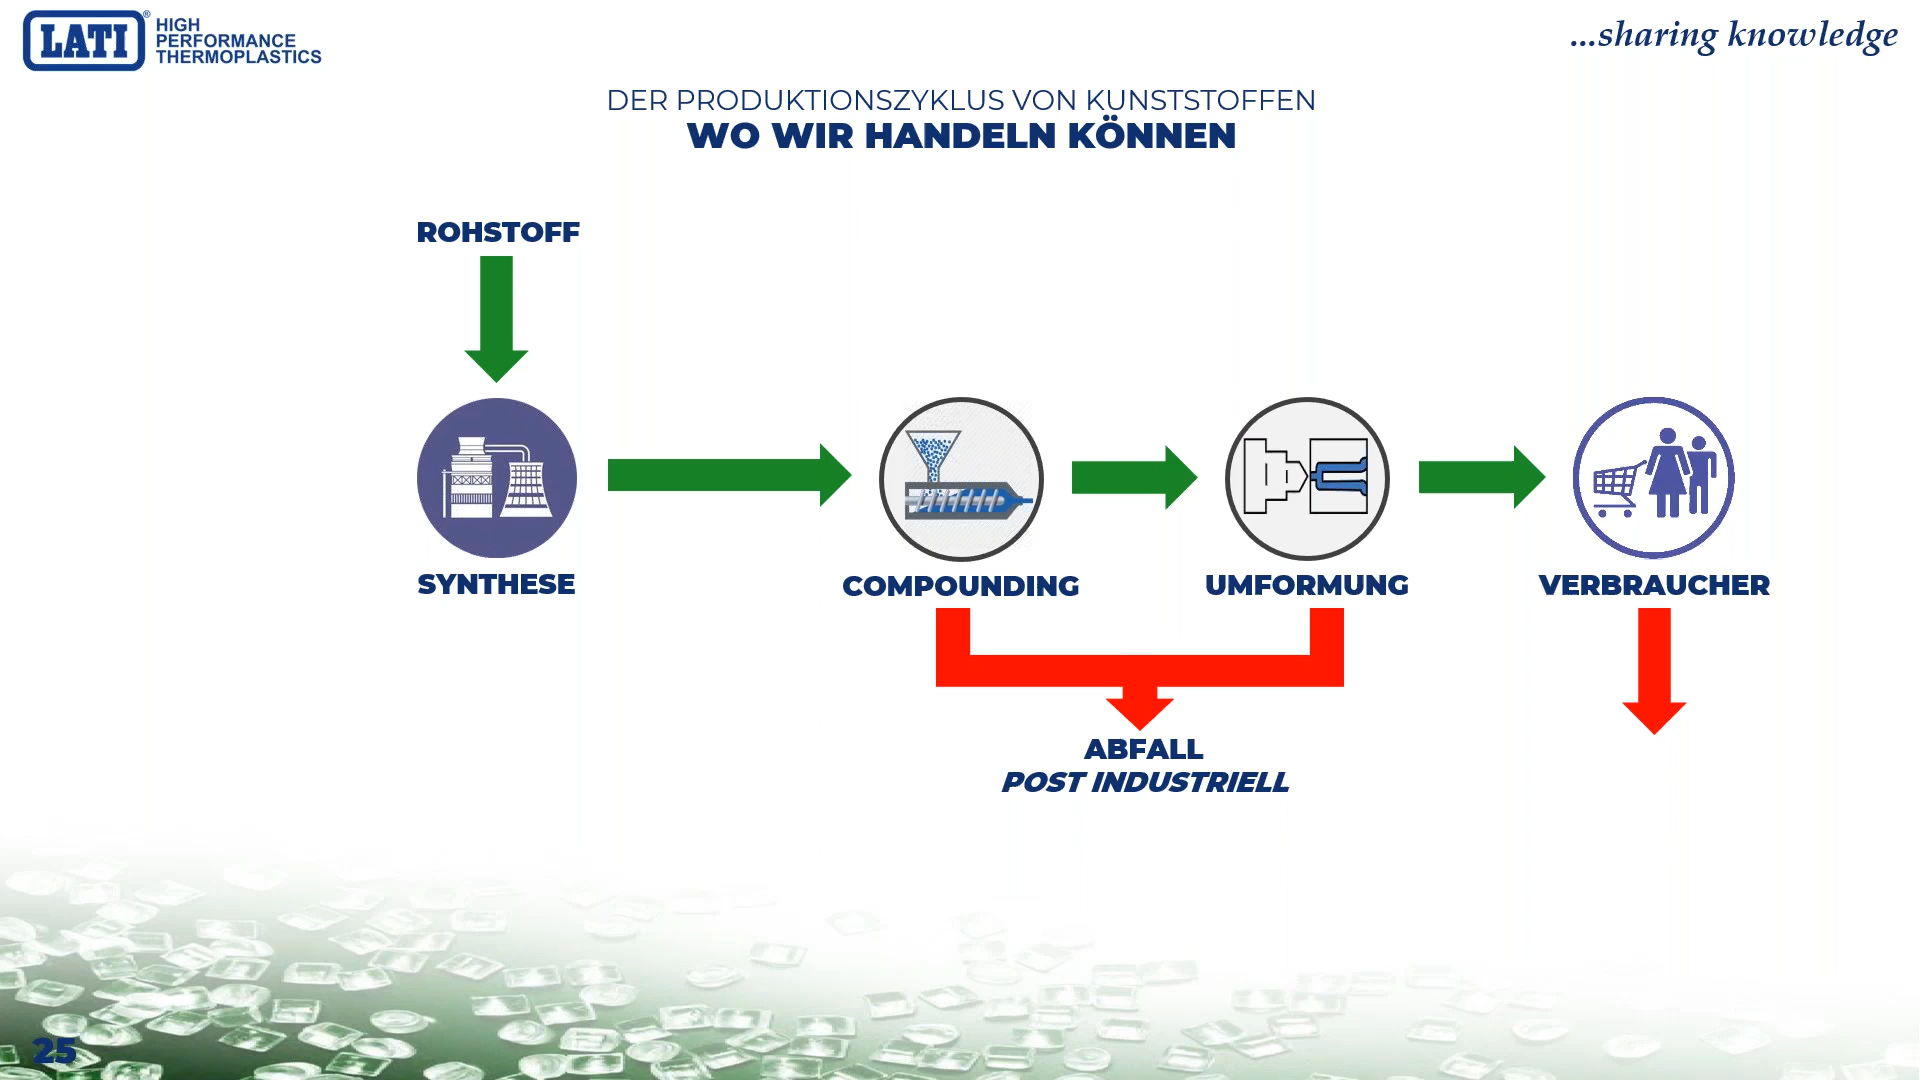 LATI®
HIGH
PERFORMANCE
THERMOPLASTICS
...sharing knowledge
DER PRODUKTIONSZYKLUS VON KUNSTSTOFFEN
WO WIR HANDELN KÖNNEN
ROHSTOFF
SYNTHESE
COMPOUNDING
UMFORMUNG
VERBRAUCHER
ABFALL
POST INDUSTRIELL
25